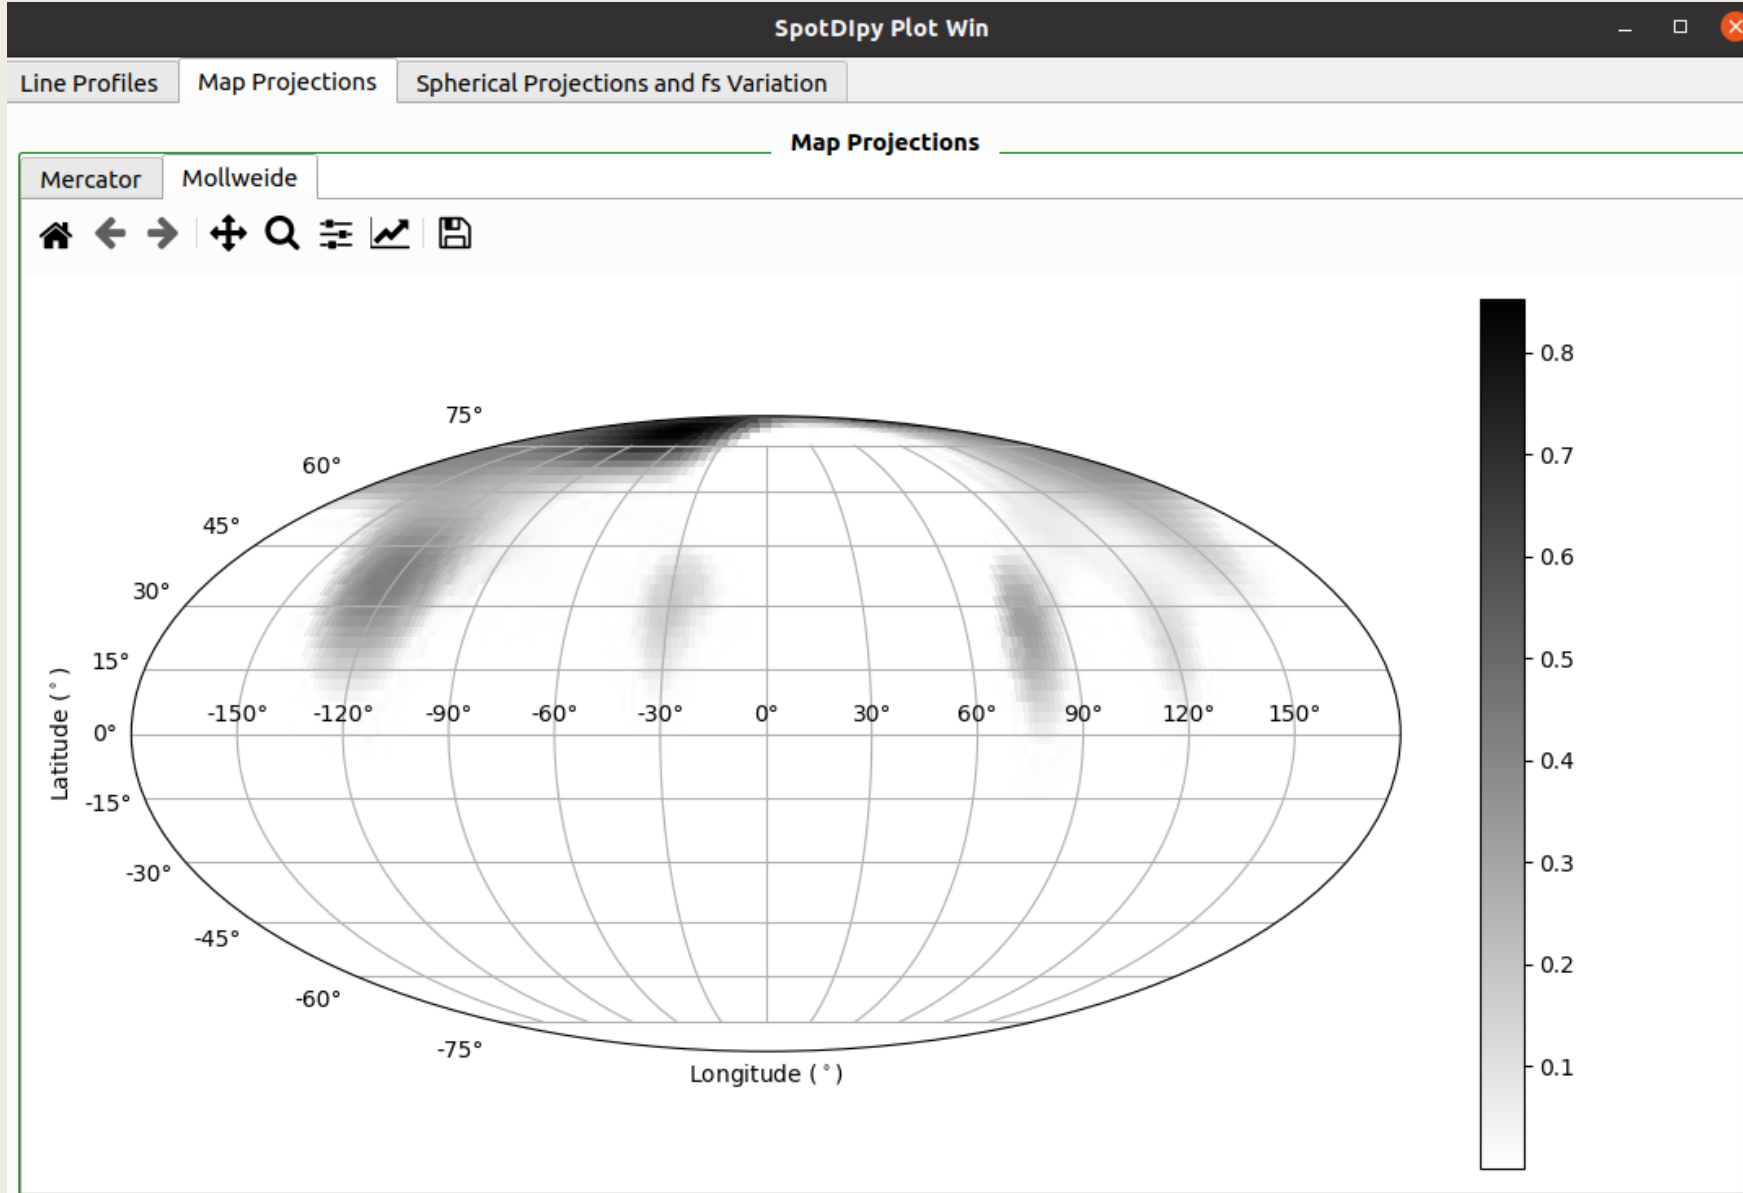 SpotDIpy Plot Win
Line Profiles
Map Projections
Spherical Projections and fs Variation
Map Projections
Mercator
Mollweide
75°
60°
45°
30°
15°
0°
-15°
-30°
-45°
-60°
-75°
Latitude (°)
-150° -120° -90° -60° -30° 0° 30° 60° 90° 120° 150°
Longitude (°)
0.8
0.7
0.6
0.5
0.4
0.3
0.2
0.1